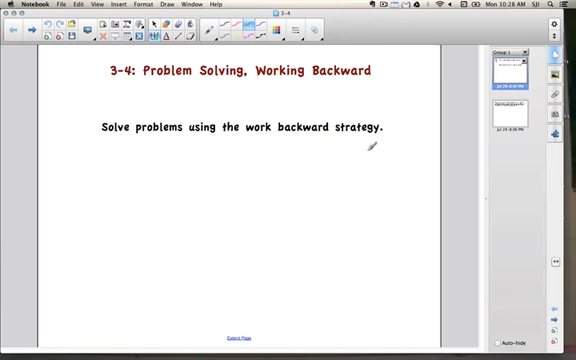 Notebook File Edit View Insert Format Draw Window Help
Mon 10:28 AM SJI
3-4
Group 1
3-4: Problem Solving, Working Backward
Solve problems using the work backward strategy.
Extend Page
Auto-hide